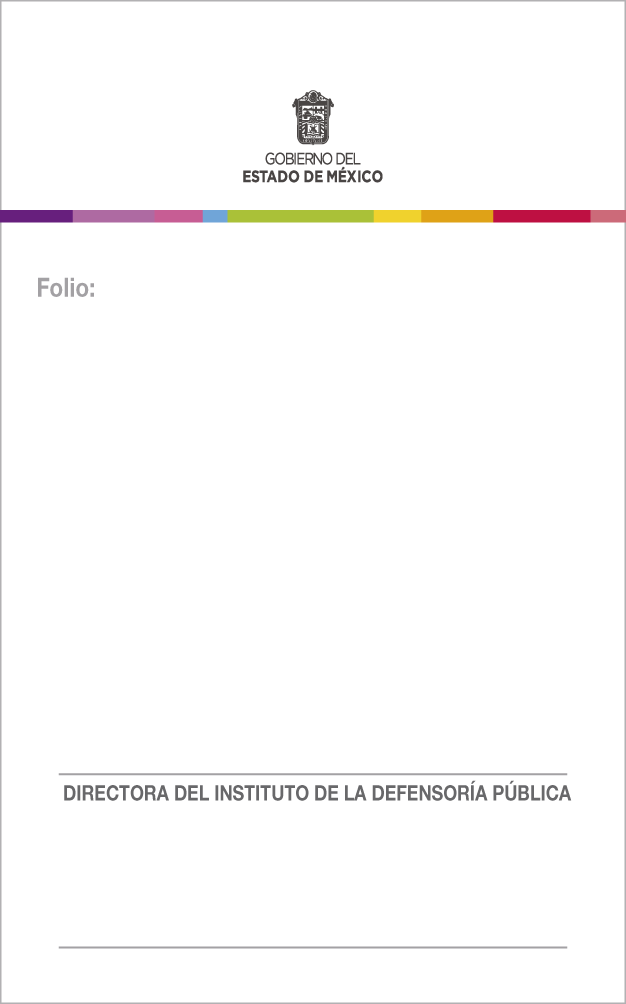 GOBIERNO DEL
ESTADO DE MÉXICO
Folio:
DIRECTORA DEL INSTITUTO DE LA DEFENSORÍA PÚBLICA